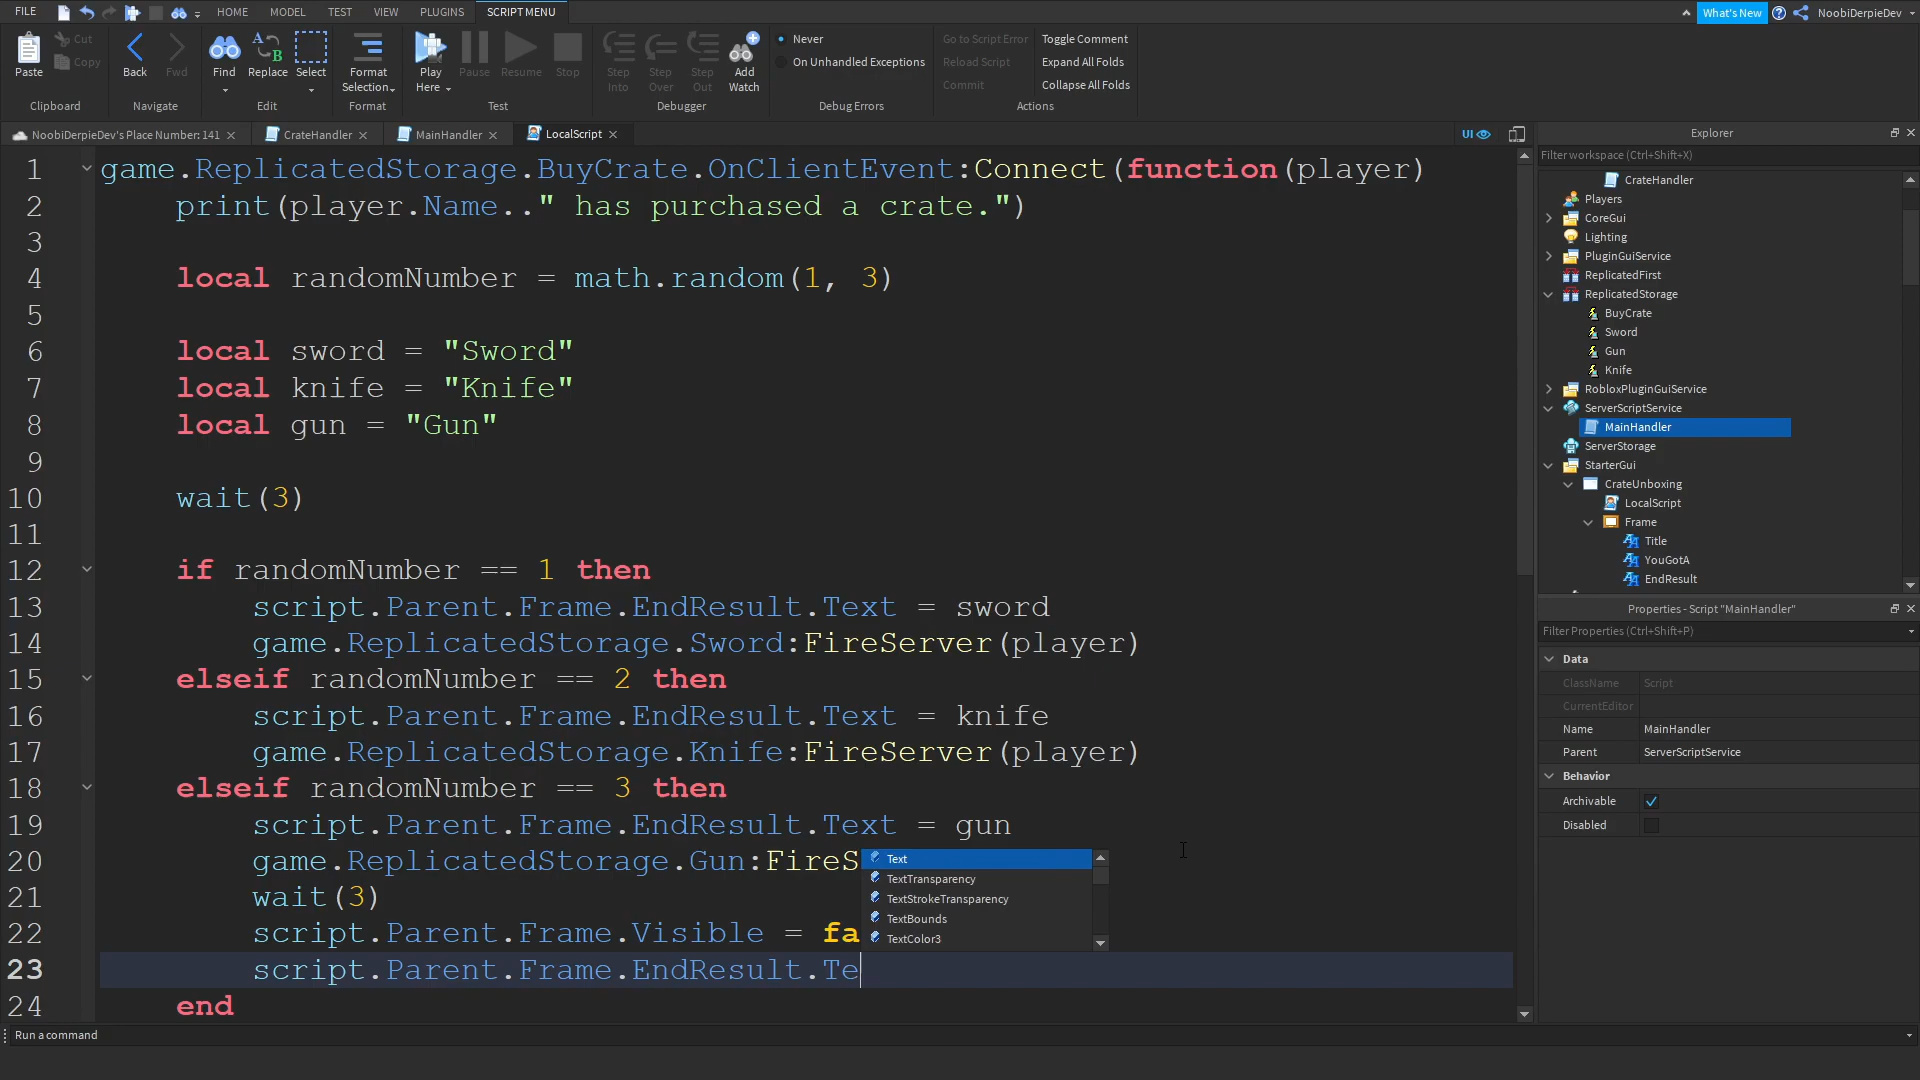 FILE HOME MODEL TEST VIEW PLUGINS SCRIPT MENU What's New NoobiDerpieDev
Paste Cut Copy Back Fwd Find Replace Select Format Selection Play Here Pause Resume Stop Step Into Step Over Step Out Add Watch Never On Unhandled Exceptions Go to Script Error Reload Script Commit Toggle Comment Expand All Folds Collapse All Folds
Clipboard Navigate Edit Format Test Debugger Debug Errors Actions
NoobiDerpieDev's Place Number: 141 CrateHandler MainHandler LocalScript UI
1 game.ReplicatedStorage.BuyCrate.OnClientEvent:Connect(function(player)
2 print(player.Name.." has purchased a crate.")
3
4 local randomNumber = math.random(1, 3)
5
6 local sword = "Sword"
7 local knife = "Knife"
8 local gun = "Gun"
9
10 wait(3)
11
12 if randomNumber == 1 then
13 script.Parent.Frame.EndResult.Text = sword
14 game.ReplicatedStorage.Sword:FireServer(player)
15 elseif randomNumber == 2 then
16 script.Parent.Frame.EndResult.Text = knife
17 game.ReplicatedStorage.Knife:FireServer(player)
18 elseif randomNumber == 3 then
19 script.Parent.Frame.EndResult.Text = gun
20 game.ReplicatedStorage.Gun:FireS
21 wait(3)
22 script.Parent.Frame.Visible = fa
23 script.Parent.Frame.EndResult.Te
24 end
Text
TextTransparency
TextStrokeTransparency
TextBounds
TextColor3
Run a command
Explorer
Filter workspace (Ctrl+Shift+X)
CrateHandler
Players
CoreGui
Lighting
PluginGuiService
ReplicatedFirst
ReplicatedStorage
BuyCrate
Sword
Gun
Knife
RobloxPluginGuiService
ServerScriptService
MainHandler
ServerStorage
StarterGui
CrateUnboxing
LocalScript
Frame
Title
YouGotA
EndResult
Properties - Script "MainHandler"
Filter Properties (Ctrl+Shift+P)
Data
ClassName Script
CurrentEditor
Name MainHandler
Parent ServerScriptService
Behavior
Archivable
Disabled